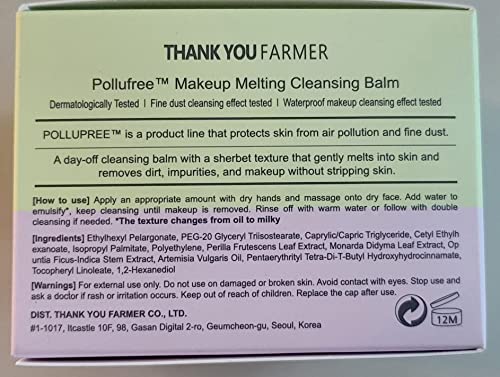 THANK YOU FARMER
Pollufree™ Makeup Melting Cleansing Balm
Dermatologically Tested | Fine dust cleansing effect tested | Waterproof makeup cleansing effect tested
POLLUPREE™ is a product line that protects skin from air pollution and fine dust.
A day-off cleansing balm with a sherbet texture that gently melts into skin and
removes dirt, impurities, and makeup without stripping skin.
[How to use] Apply an appropriate amount with dry hands and massage onto dry face. Add water to
emulsify*, keep cleansing until makeup is removed. Rinse off with warm water or follow with double
cleansing if needed. *The texture changes from oil to milky
[Ingredients] Ethylhexyl Pelargonate, PEG-20 Glyceryl Triisostearate, Caprylic/Capric Triglyceride, Cetyl Ethylh
exanoate, Isopropyl Palmitate, Polyethylene, Perilla Frutescens Leaf Extract, Monarda Didyma Leaf Extract, Op
untia Ficus-Indica Stem Extract, Artemisia Vulgaris Oil, Pentaerythrityl Tetra-Di-T-Butyl Hydroxyhydrocinnamate,
Tocopheryl Linoleate, 1,2-Hexanediol
[Warnings] For external use only. Do not use on damaged or broken skin. Avoid contact with eyes. Stop use and
ask a doctor if rash or irritation occurs. Keep out of reach of children. Replace the cap after use.
DIST. THANK YOU FARMER CO., LTD.
#1-1017, Itcastle 10F, 98, Gasan Digital 2-ro, Geumcheon-gu, Seoul, Korea
12M